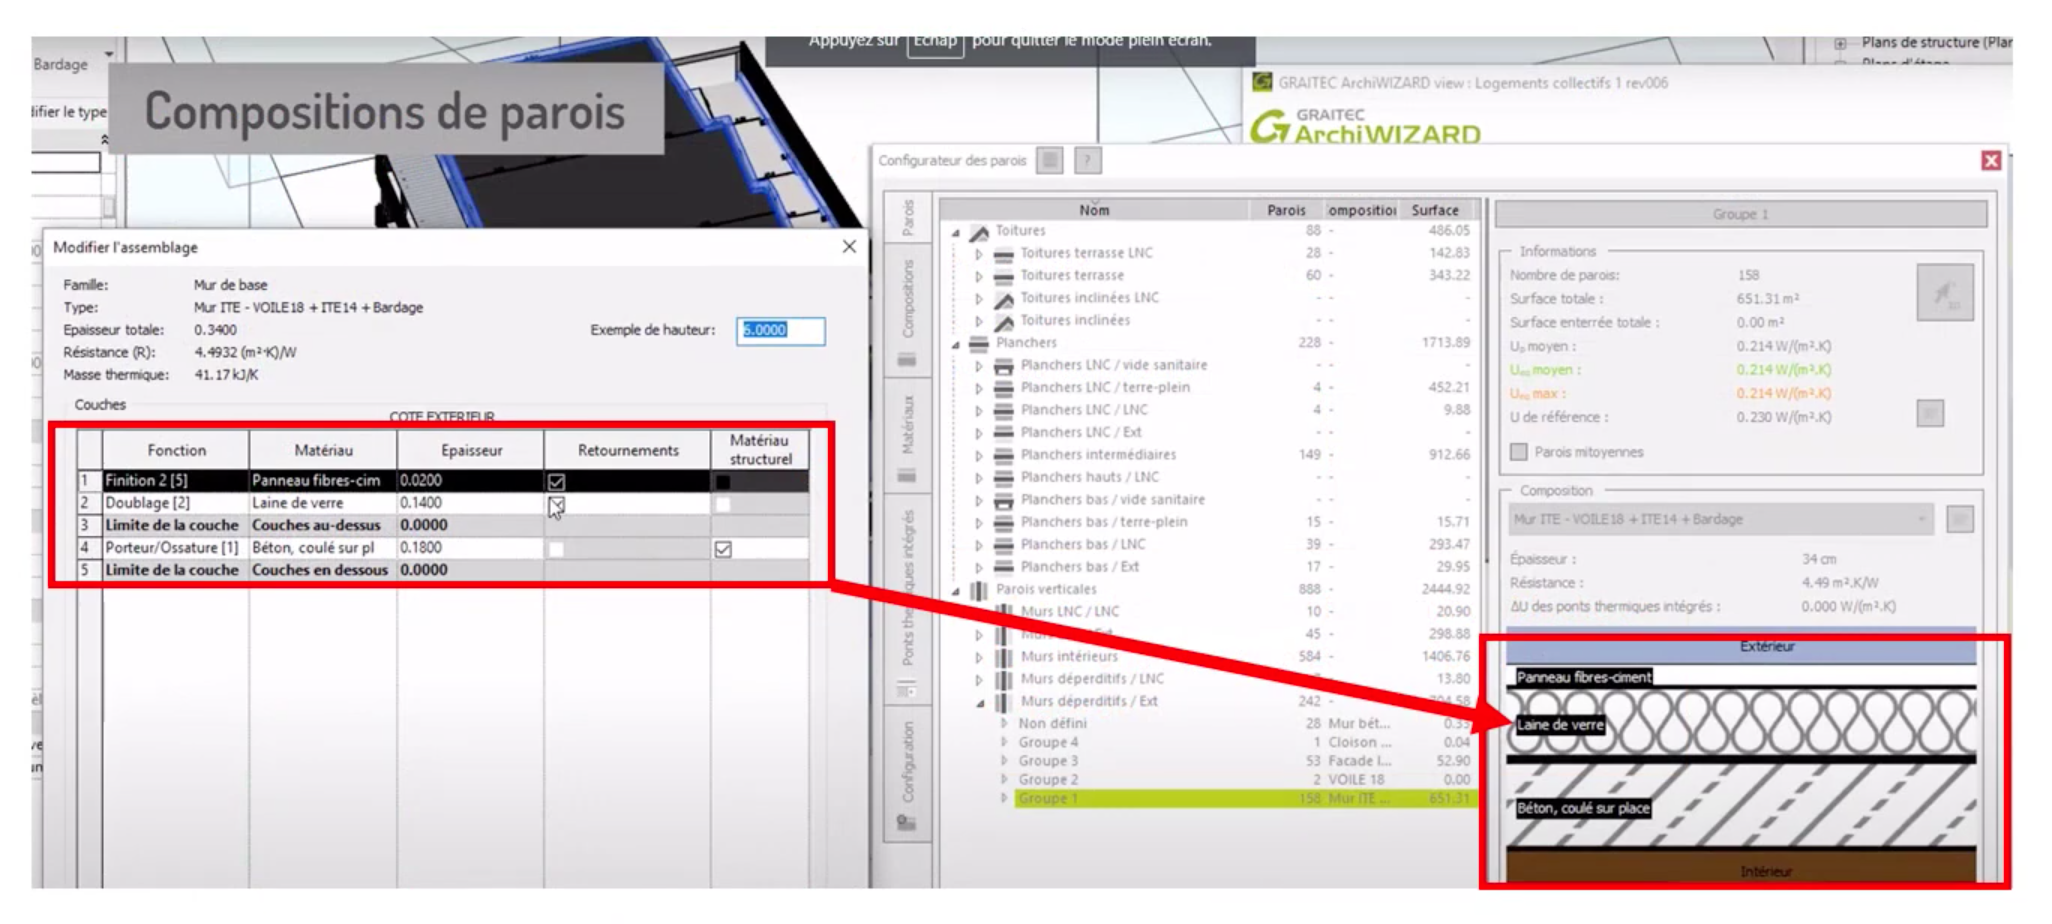 Appuyez sur Echap pour quitter le mode plein écran.
Bardage
Plans de structure (Plar
Plans d'étage
difier le type
Compositions de parois
GRAITEC ArchiWIZARD view : Logements collectifs 1 rev006
GRAITEC
ArchiWIZARD
Modifier l'assemblage
Famille: Mur de base
Type: Mur ITE - VOILE18 + ITE14 + Bardage
Epaisseur totale: 0.3400 Exemple de hauteur: 6.0000
Résistance (R): 4.4932 (m²·K)/W
Masse thermique: 41.17 kJ/K
Couches
COTE EXTERIEUR
Fonction Matériau Epaisseur Retournements Matériau structurel
1 Finition 2 [5] Panneau fibres-cim 0.0200
2 Doublage [2] Laine de verre 0.1400
3 Limite de la couche Couches au-dessus 0.0000
4 Porteur/Ossature [1] Béton, coulé sur pl 0.1800
5 Limite de la couche Couches en dessous 0.0000
Configurateur des parois ?
Parois
Compositions
Matériaux
Ponts thermiques intégrés
Configuration
Nom Parois ompositior Surface
Toitures 88 - 486.05
Toitures terrasse LNC 28 - 142.83
Toitures terrasse 60 - 343.22
Toitures inclinées LNC - - -
Toitures inclinées - - -
Planchers 228 - 1713.89
Planchers LNC / vide sanitaire - - -
Planchers LNC / terre-plein 4 - 452.21
Planchers LNC / LNC 4 - 9.88
Planchers LNC / Ext - - -
Planchers intermédiaires 149 - 912.66
Planchers hauts / LNC - - -
Planchers bas / vide sanitaire - - -
Planchers bas / terre-plein 15 - 15.71
Planchers bas / LNC 39 - 293.47
Planchers bas / Ext 17 - 29.95
Parois verticales 888 - 2444.92
Murs LNC / LNC 10 - 20.90
Murs / Ext 45 - 298.88
Murs intérieurs 584 - 1406.76
Murs déperditifs / LNC 13.80
Murs déperditifs / Ext 242 - 704.58
Non défini 28 Mur bét... 0.33
Groupe 4 1 Cloison ... 0.04
Groupe 3 53 Facade l... 52.90
Groupe 2 2 VOILE 18 0.00
Groupe 1 158 Mur ITE ... 651.31
Groupe 1
Informations
Nombre de parois: 158
Surface totale : 651.31 m²
Surface enterrée totale : 0.00 m²
Up moyen : 0.214 W/(m².K)
Ueq moyen : 0.214 W/(m².K)
Ueq max : 0.214 W/(m².K)
U de référence : 0.230 W/(m².K)
Parois mitoyennes
Composition
Mur ITE - VOILE18 + ITE14 + Bardage
Épaisseur : 34 cm
Résistance : 4.49 m².K/W
ΔU des ponts thermiques intégrés : 0.000 W/(m².K)
Extérieur
Panneau fibres-ciment
Laine de verre
Béton, coulé sur place
Intérieur